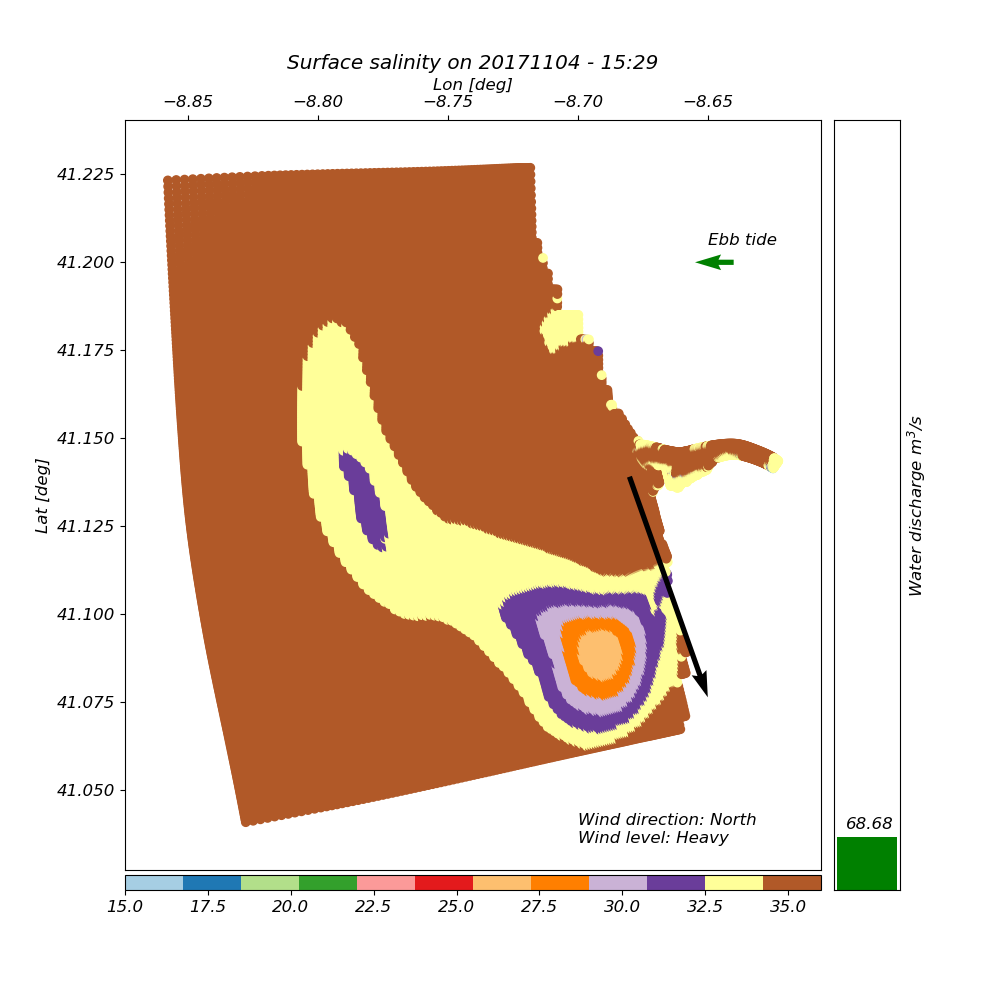 Surface salinity on 20171104 - 15:29
Lon [deg]
−8.85 −8.80 −8.75 −8.70 −8.65
41.225
41.200
41.175
41.150
41.125
41.100
41.075
41.050
Lat [deg]
Ebb tide
Wind direction: North
Wind level: Heavy
15.0 17.5 20.0 22.5 25.0 27.5 30.0 32.5 35.0
68.68
Water discharge m³/s